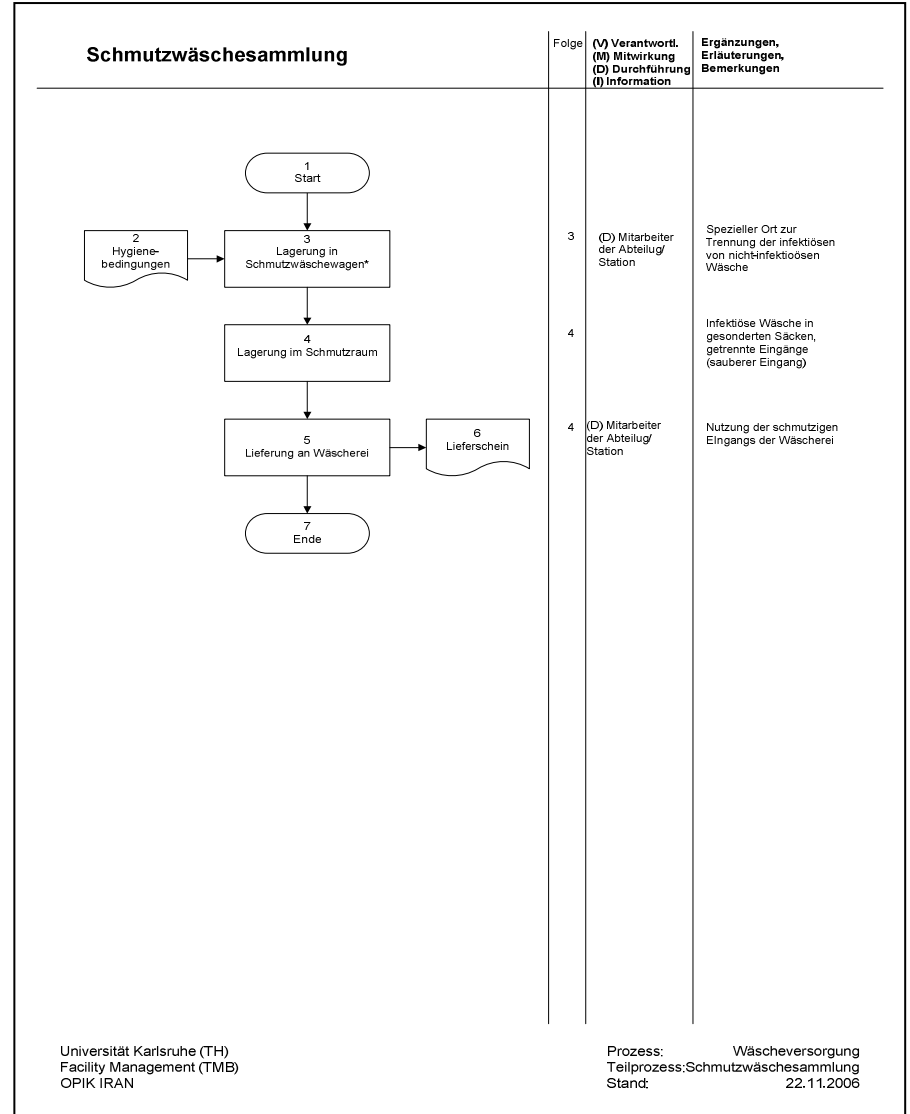 Schmutzwäschesammlung
Folge
(V) Verantwortl.
(M) Mitwirkung
(D) Durchführung
(I) Information
Ergänzungen,
Erläuterungen,
Bemerkungen
1
Start
2
Hygiene-
bedingungen
3
Lagerung in
Schmutzwäschewagen*
3
(D) Mitarbeiter
der Abteilug/
Station
Spezieller Ort zur
Trennung der infektiösen
von nicht-infektioösen
Wäsche
4
Lagerung im Schmutzraum
4
Infektiöse Wäsche in
gesonderten Säcken,
getrennte Eingänge
(sauberer Eingang)
5
Lieferung an Wäscherei
6
Lieferschein
4
(D) Mitarbeiter
der Abteilug/
Station
Nutzung der schmutzigen
EIngangs der Wäscherei
7
Ende
Universität Karlsruhe (TH)
Facility Management (TMB)
OPIK IRAN
Prozess: Wäscheversorgung
Teilprozess:Schmutzwäschesammlung
Stand: 22.11.2006